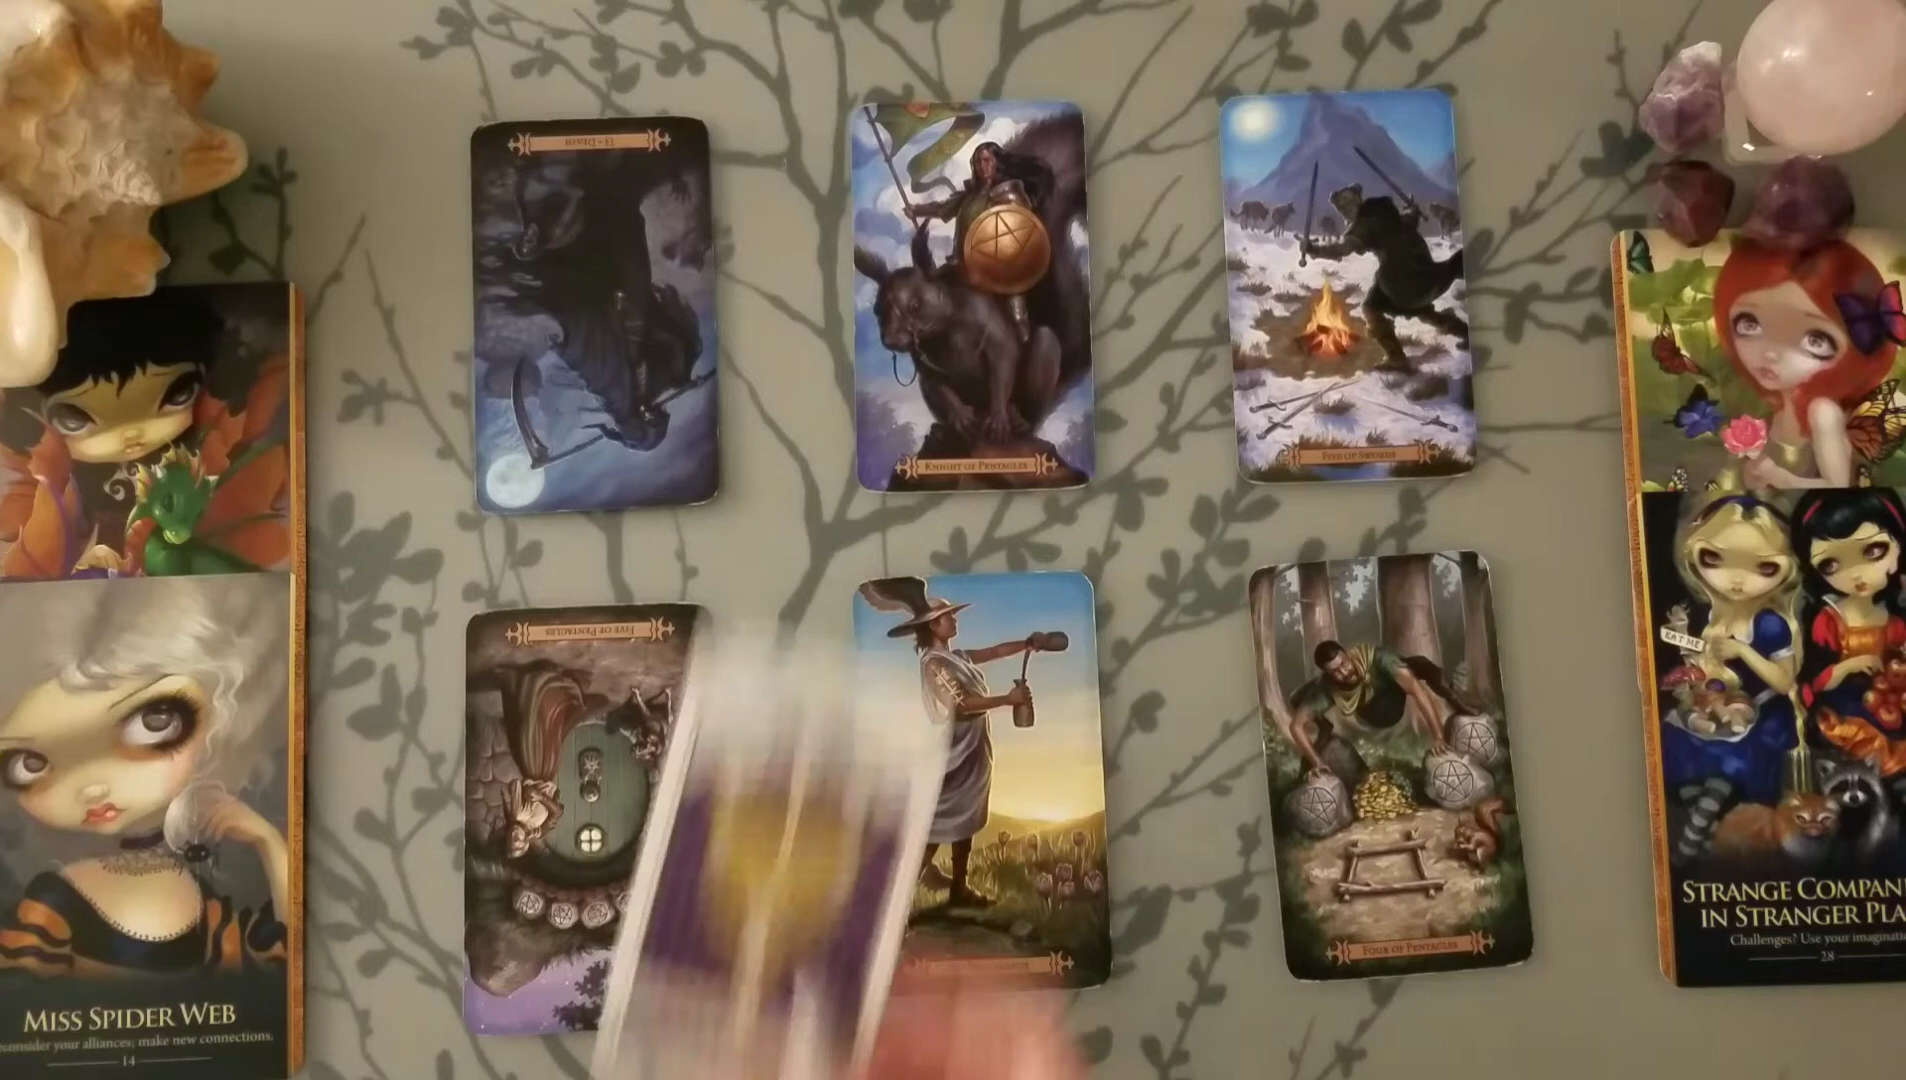 13 - DEATH
KNIGHT OF PENTACLES
FIVE OF SWORDS
FIVE OF PENTACLES
FOUR OF PENTACLES
EAT ME
MISS SPIDER WEB
econsider your alliances; make new connections.
14
STRANGE COMPAN
IN STRANGER PLA
Challenges? Use your imaginati
28